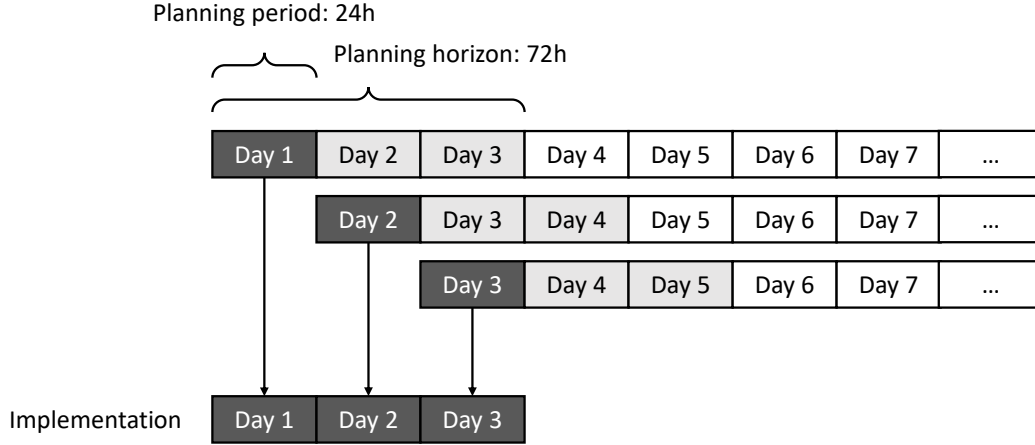 Planning period: 24h
Planning horizon: 72h
Day 1 Day 2 Day 3 Day 4 Day 5 Day 6 Day 7 ...
Day 2 Day 3 Day 4 Day 5 Day 6 Day 7 ...
Day 3 Day 4 Day 5 Day 6 Day 7 ...
Implementation Day 1 Day 2 Day 3